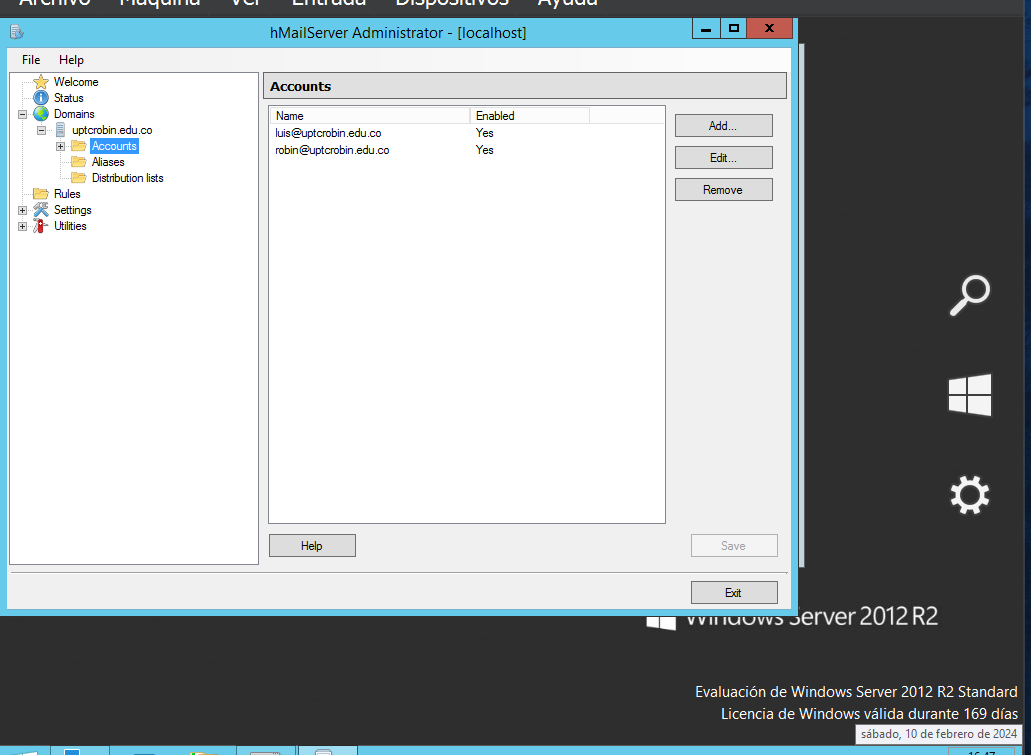 Archivo Máquina Ver Entrada Dispositivos Ayuda
hMailServer Administrator - [localhost]
File Help
Welcome
Status
Domains
uptcrobin.edu.co
Accounts
Aliases
Distribution lists
Rules
Settings
Utilities
Accounts
Name Enabled
luis@uptcrobin.edu.co Yes
robin@uptcrobin.edu.co Yes
Add...
Edit...
Remove
Help
Save
Exit
Windows Server 2012 R2
Evaluación de Windows Server 2012 R2 Standard
Licencia de Windows válida durante 169 días
sábado, 10 de febrero de 2024